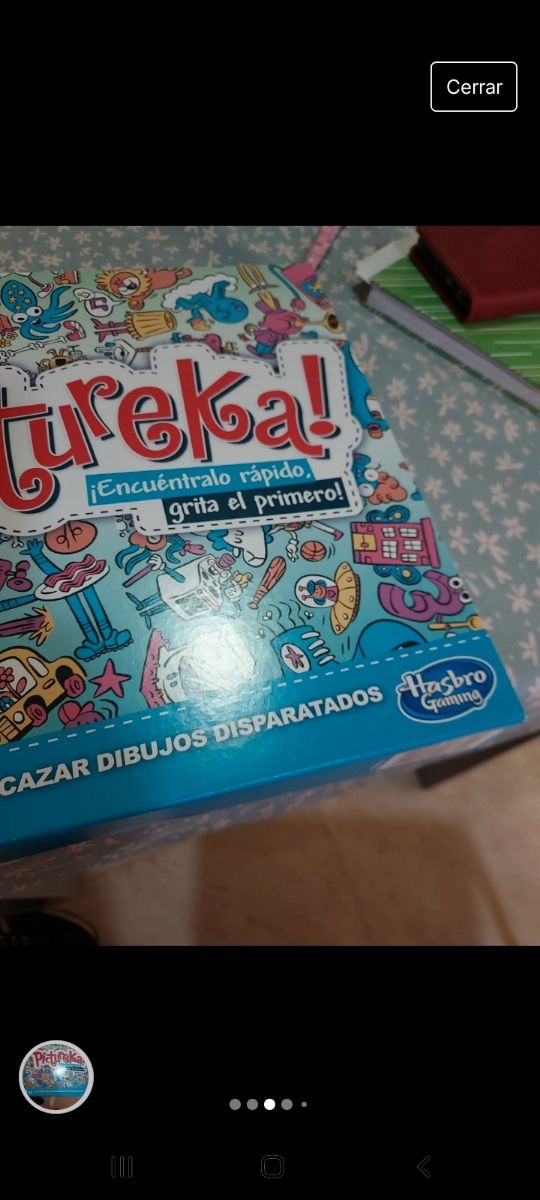 Cerrar
tureka!
¡Encuéntralo rápido,
grita el primero!
CAZAR DIBUJOS DISPARATADOS
Hasbro
Gaming
Pictureka!